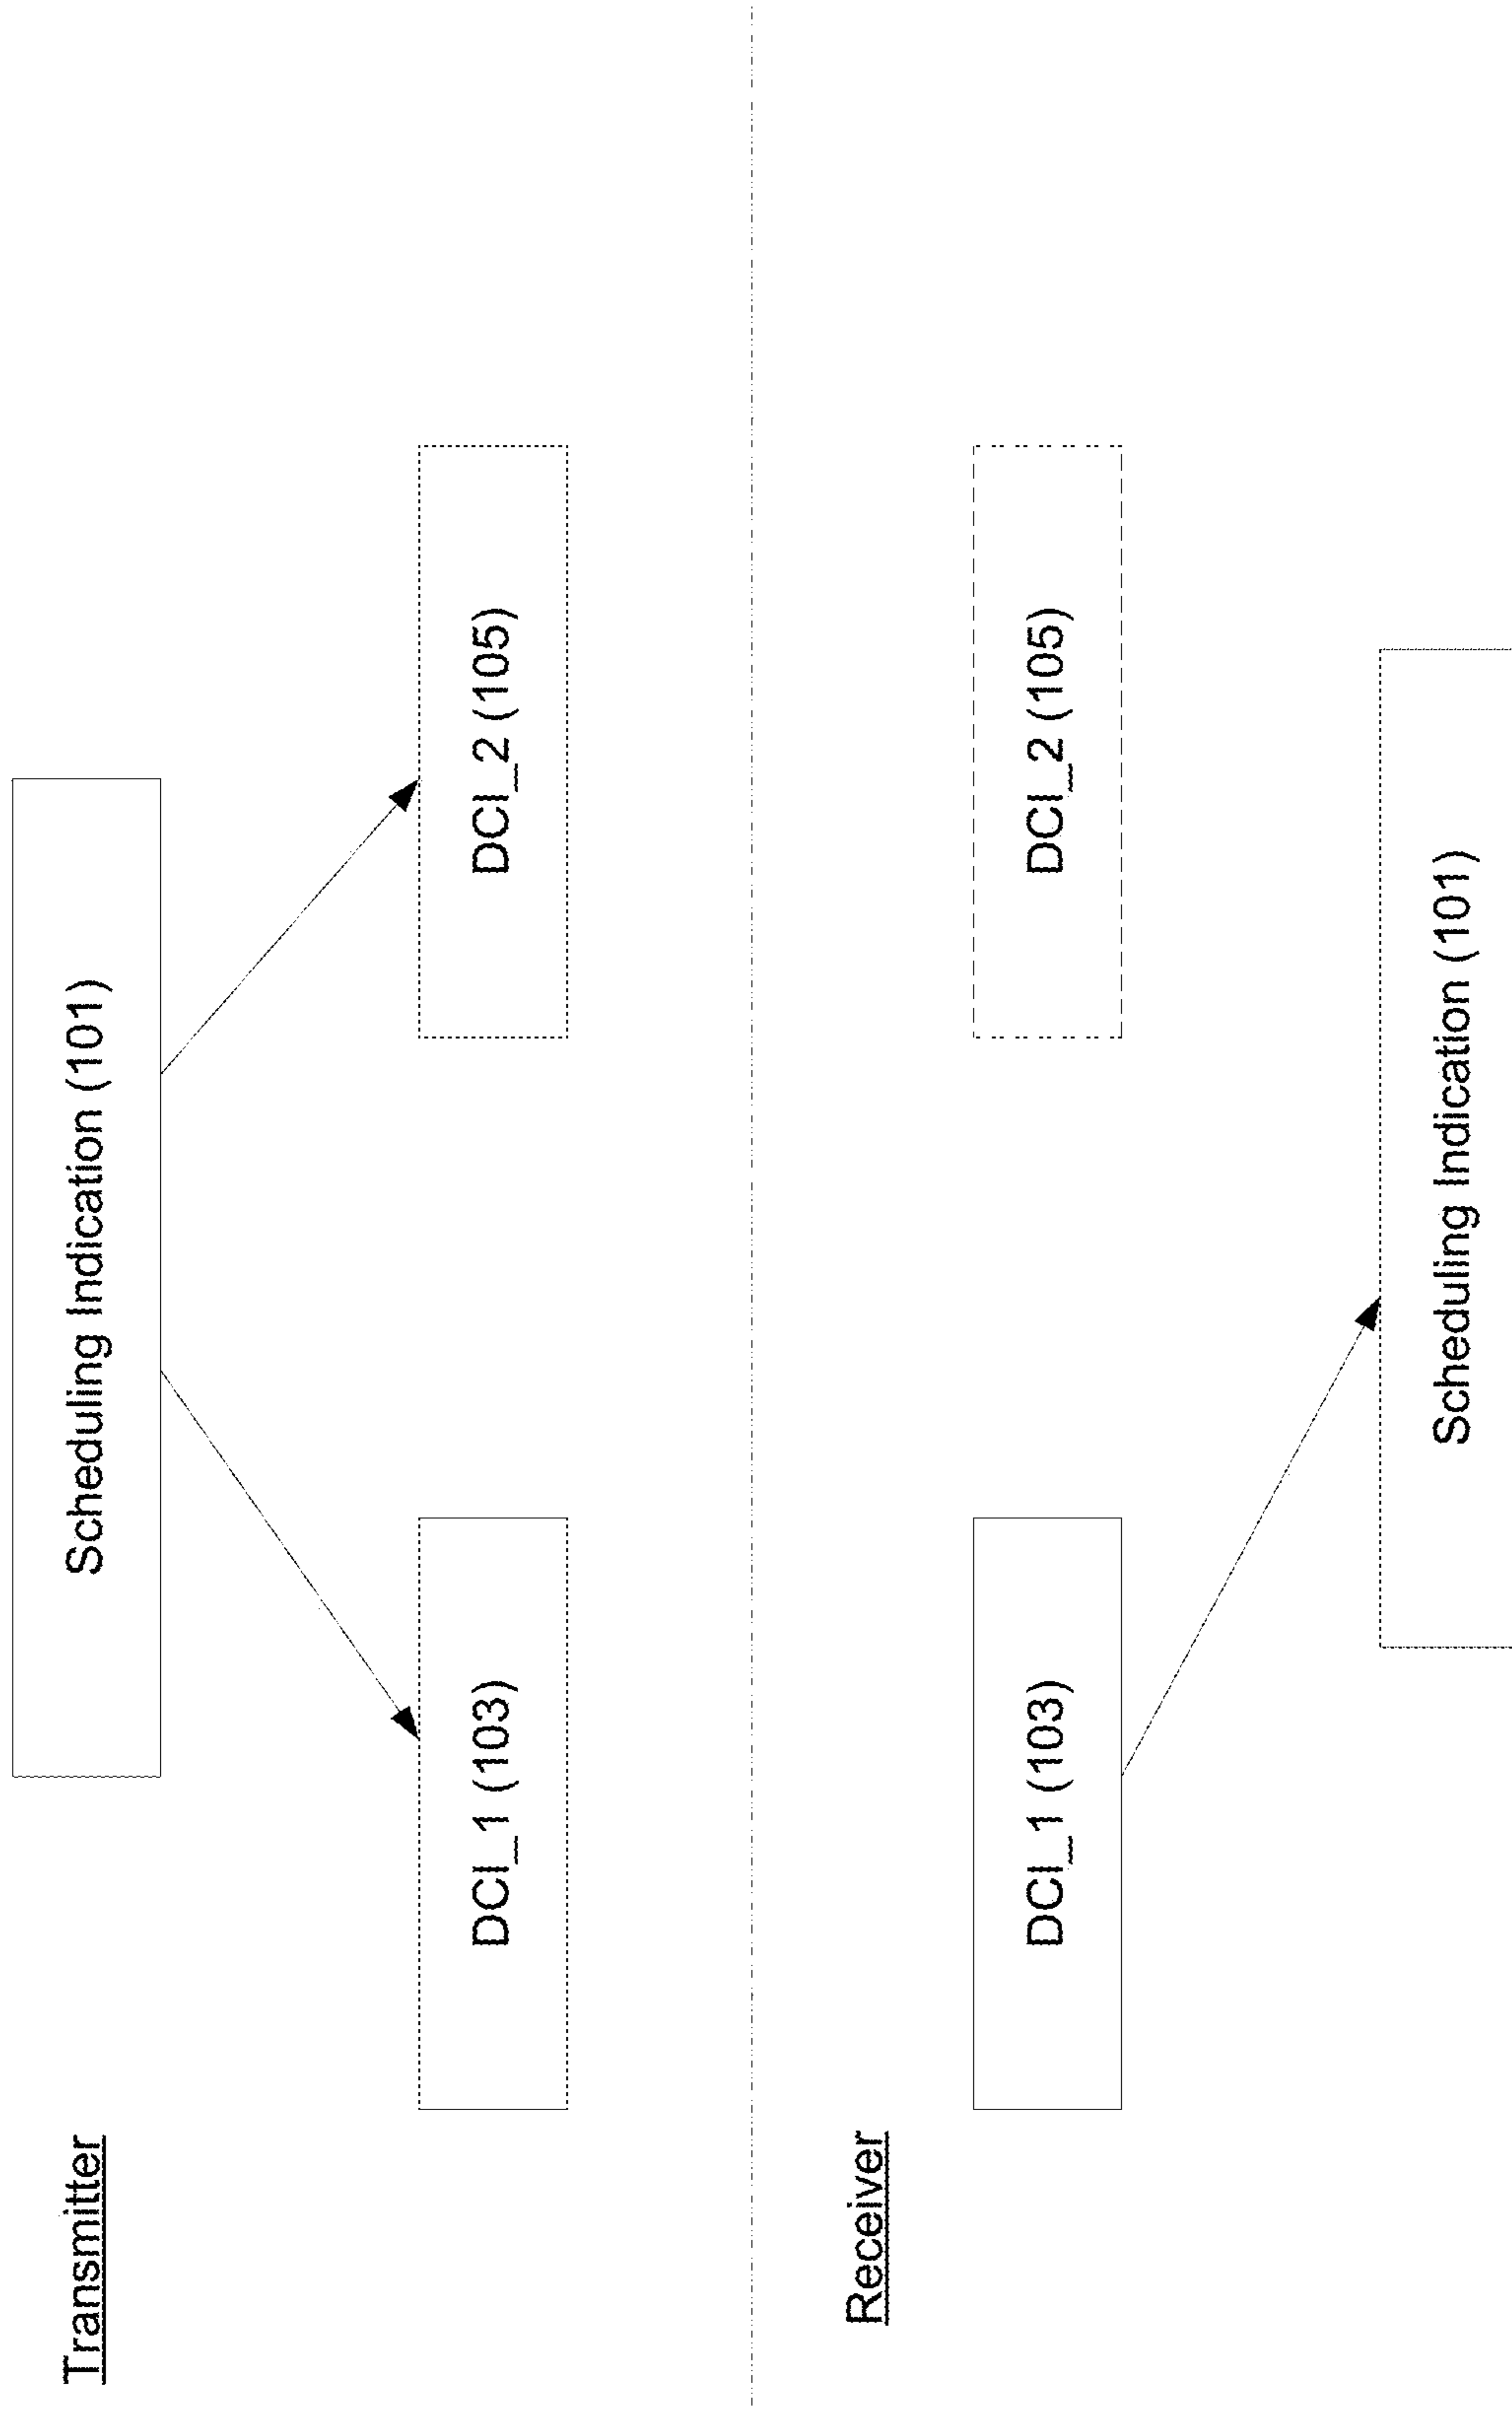 Transmitter
Scheduling Indication (101)
DCI_1 (103)
DCI_2 (105)
Receiver
DCI_1 (103)
DCI_2 (105)
Scheduling Indication (101)